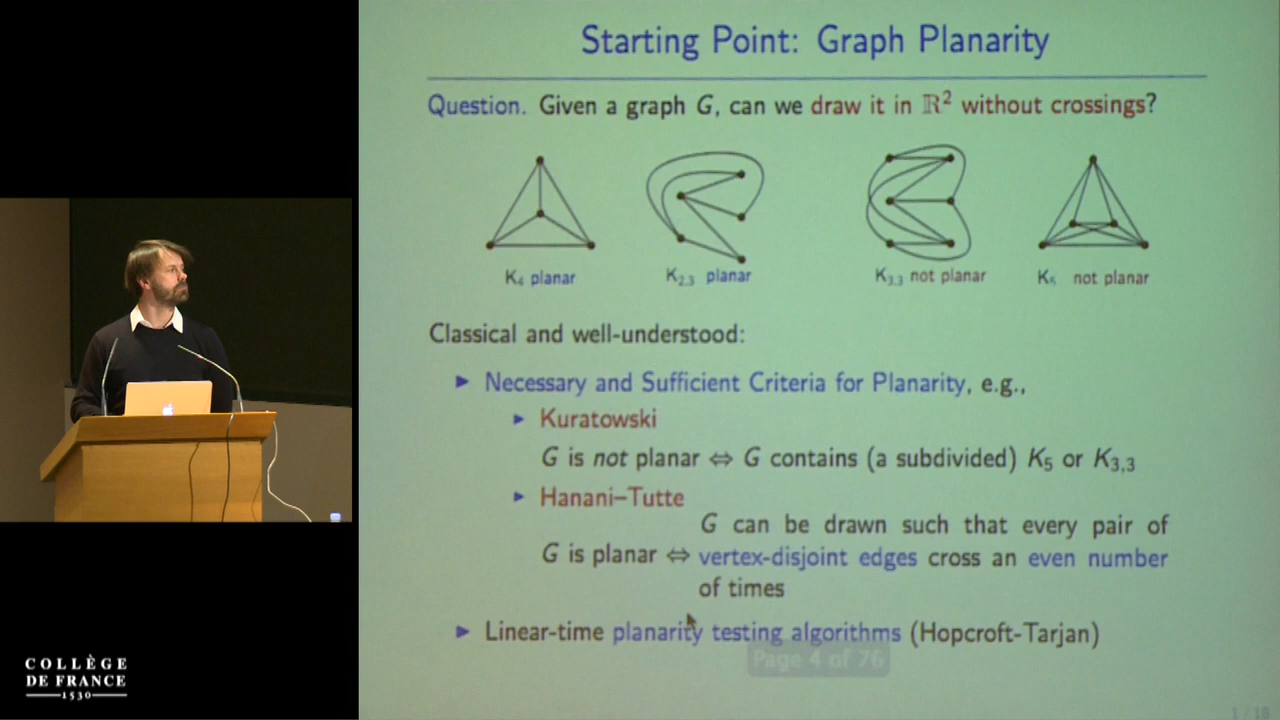 Starting Point: Graph Planarity
Question. Given a graph G, can we draw it in ℝ² without crossings?
K₄ planar
K₂,₃ planar
K₃,₃ not planar
K₅ not planar
Classical and well-understood:
▶ Necessary and Sufficient Criteria for Planarity, e.g.,
▶ Kuratowski
G is not planar ⇔ G contains (a subdivided) K₅ or K₃,₃
▶ Hanani–Tutte
G is planar ⇔ G can be drawn such that every pair of
vertex-disjoint edges cross an even number
of times
▶ Linear-time planarity testing algorithms (Hopcroft-Tarjan)
Page 4 of 76
1 / 18
COLLÈGE
DE FRANCE
1530